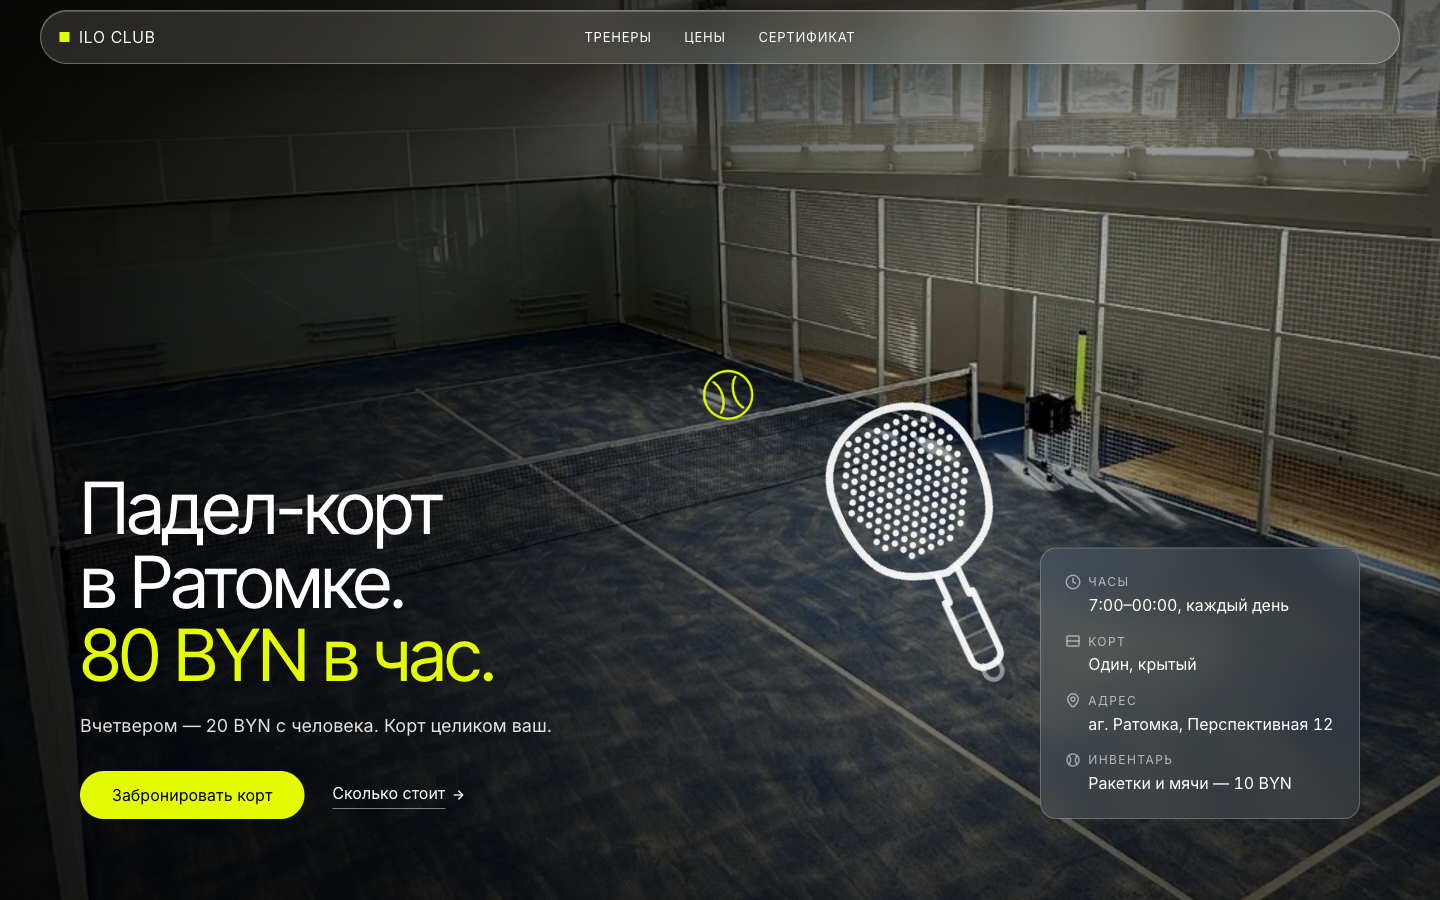 ILO CLUB
ТРЕНЕРЫ
ЦЕНЫ
СЕРТИФИКАТ
Падел-корт
в Ратомке.
80 BYN в час.
Вчетвером — 20 BYN с человека. Корт целиком ваш.
Забронировать корт
Сколько стоит →
ЧАСЫ
7:00–00:00, каждый день
КОРТ
Один, крытый
АДРЕС
аг. Ратомка, Перспективная 12
ИНВЕНТАРЬ
Ракетки и мячи — 10 BYN